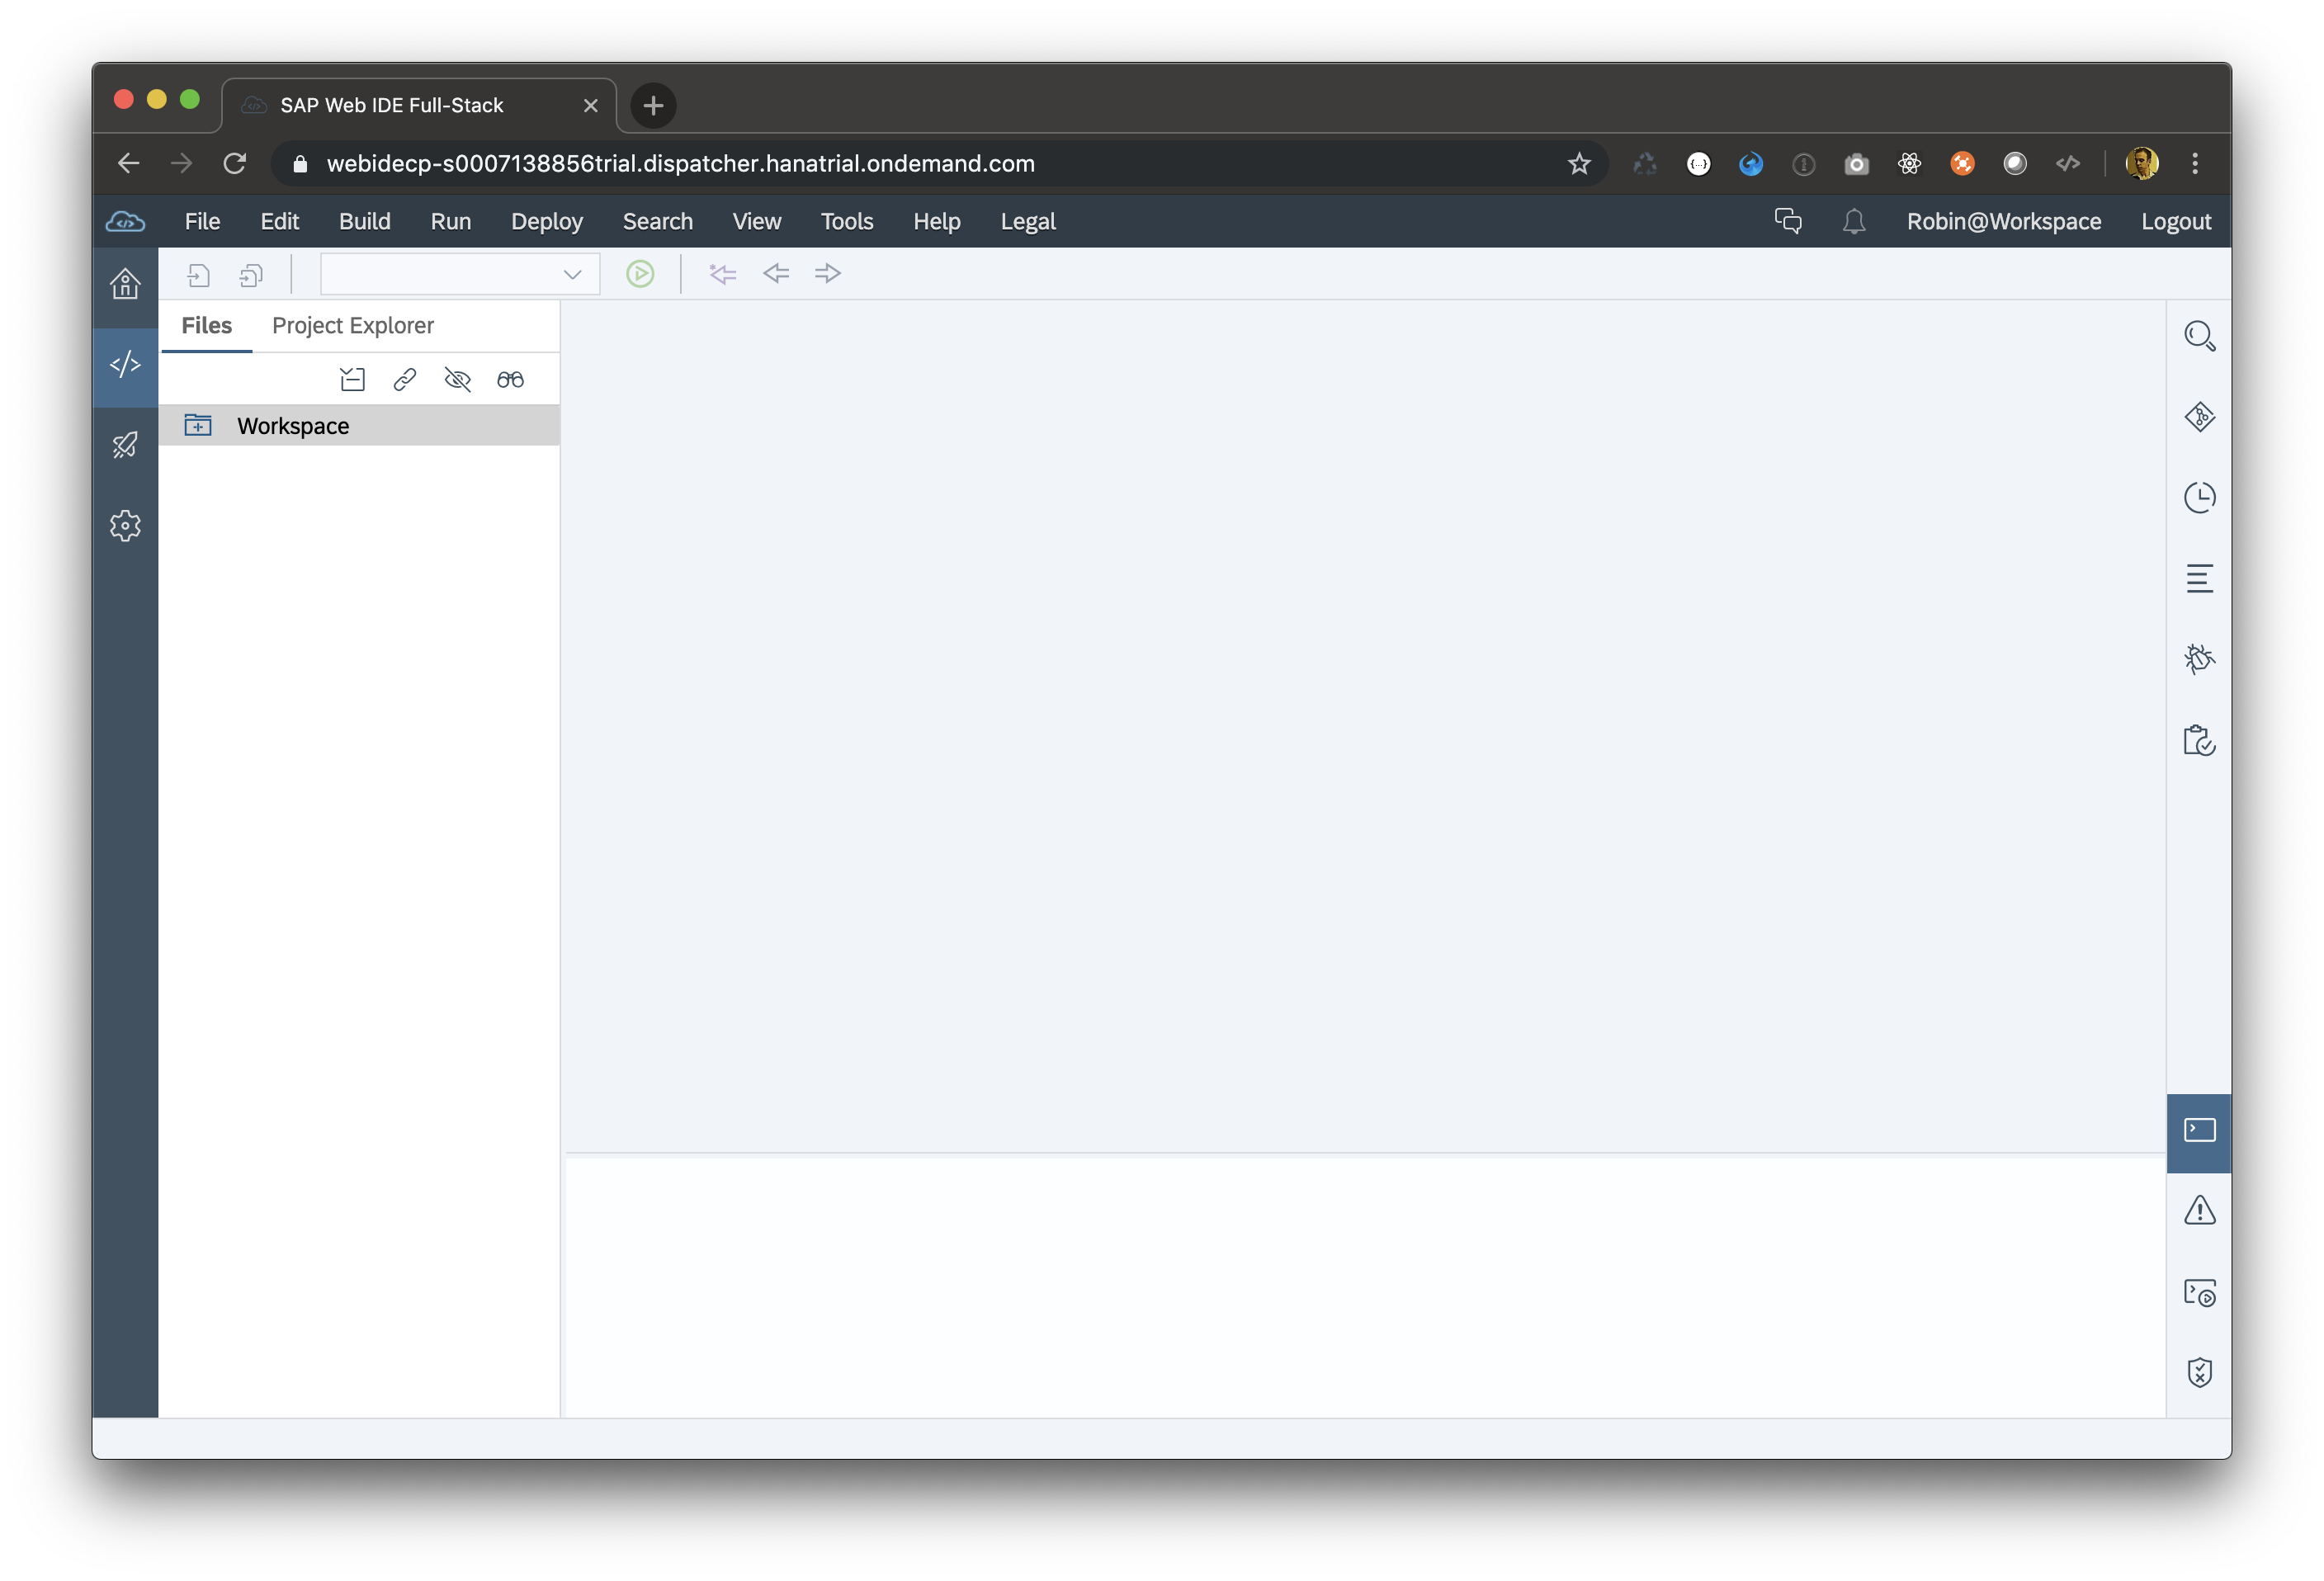 SAP Web IDE Full-Stack
webidecp-s0007138856trial.dispatcher.hanatrial.ondemand.com
File Edit Build Run Deploy Search View Tools Help Legal Robin@Workspace Logout
Files Project Explorer
Workspace